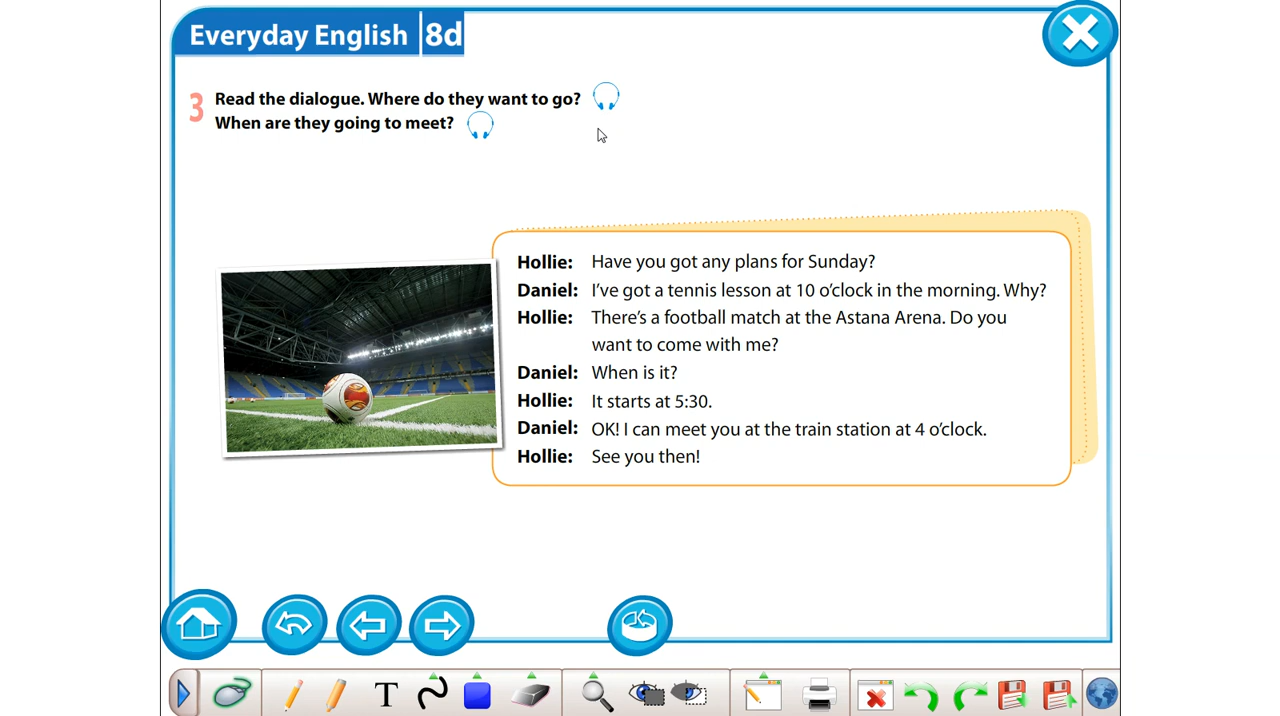 Everyday English 8d
3 Read the dialogue. Where do they want to go?
When are they going to meet?
Hollie: Have you got any plans for Sunday?
Daniel: I've got a tennis lesson at 10 o'clock in the morning. Why?
Hollie: There's a football match at the Astana Arena. Do you
want to come with me?
Daniel: When is it?
Hollie: It starts at 5:30.
Daniel: OK! I can meet you at the train station at 4 o'clock.
Hollie: See you then!
T